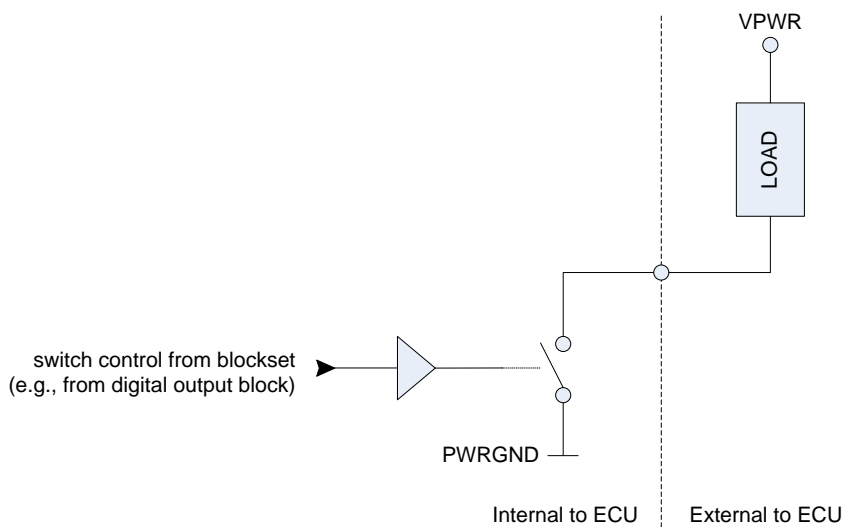 VPWR
LOAD
switch control from blockset
(e.g., from digital output block)
PWRGND
Internal to ECU
External to ECU